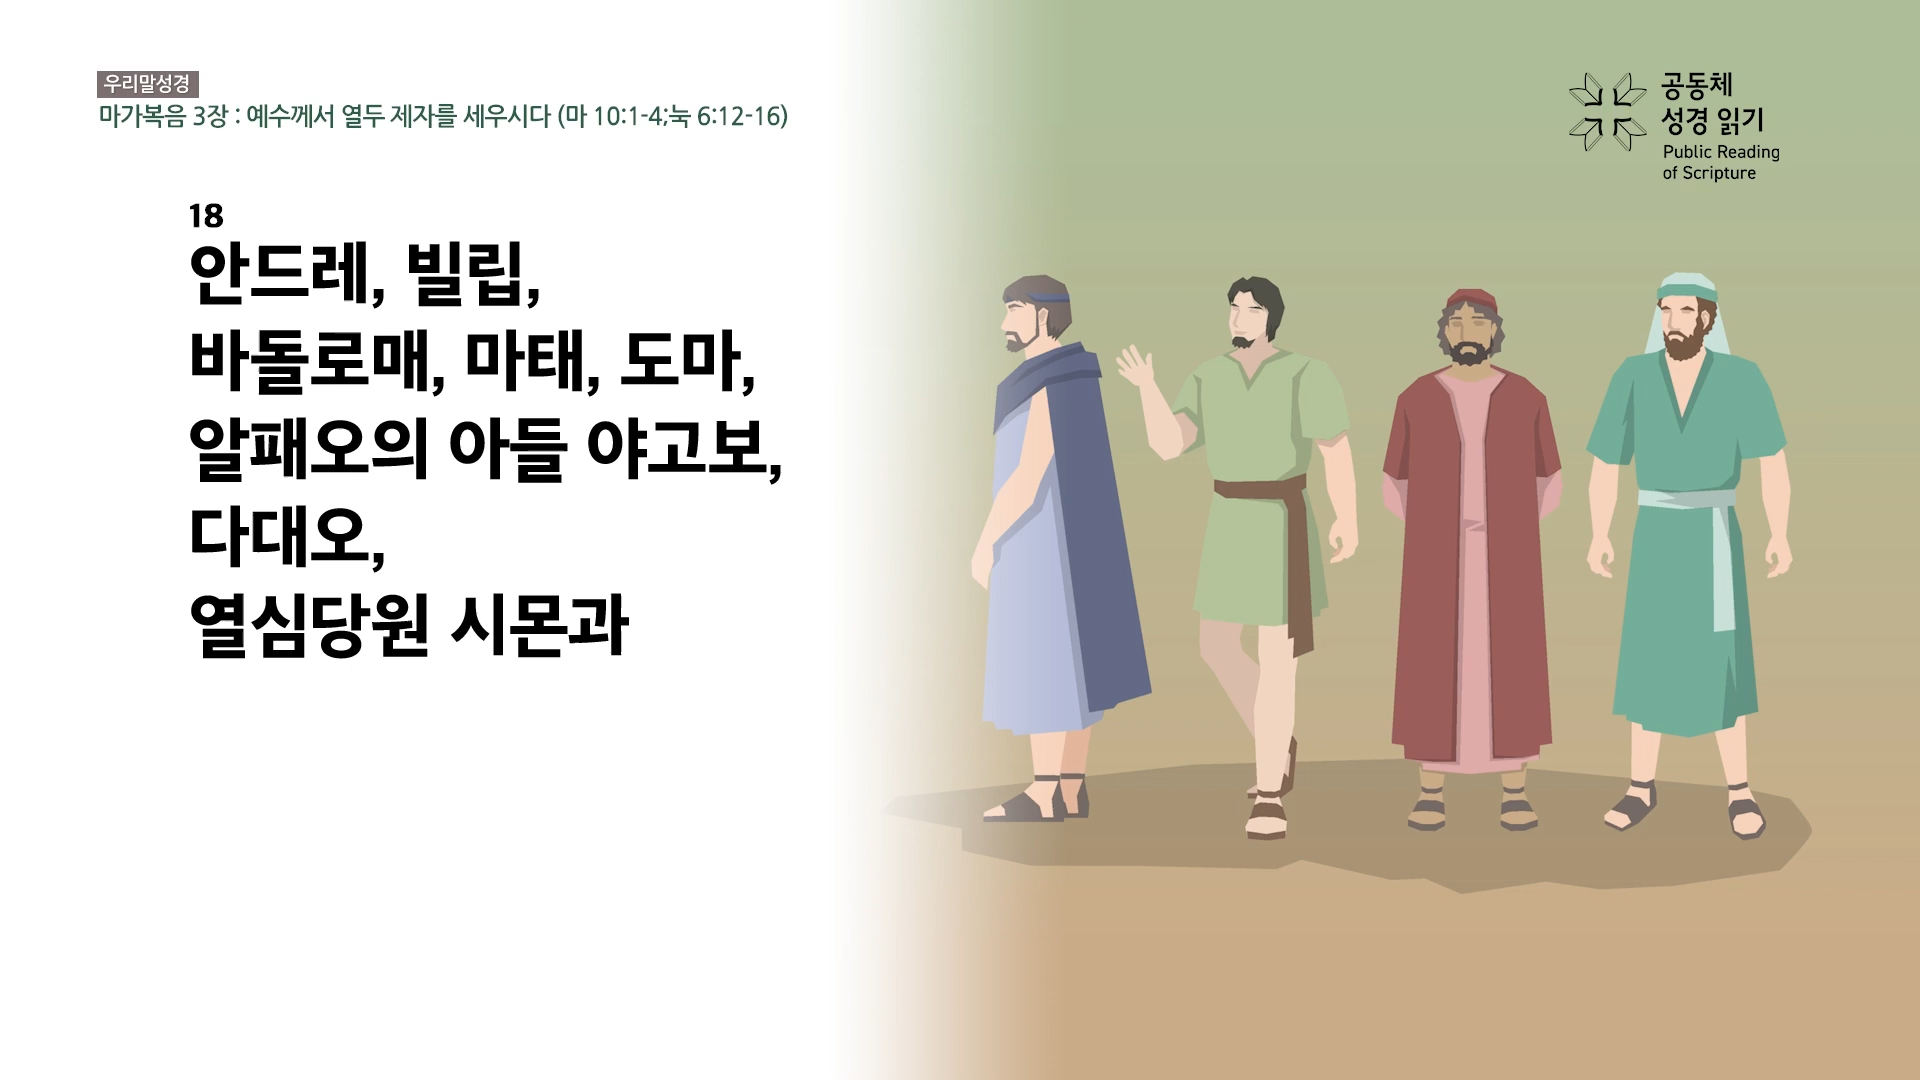 우리말성경
마가복음 3장 : 예수께서 열두 제자를 세우시다 (마 10:1-4;눅 6:12-16)
18
안드레, 빌립,
바돌로매, 마태, 도마,
알패오의 아들 야고보,
다대오,
열심당원 시몬과
공동체
성경 읽기
Public Reading
of Scripture